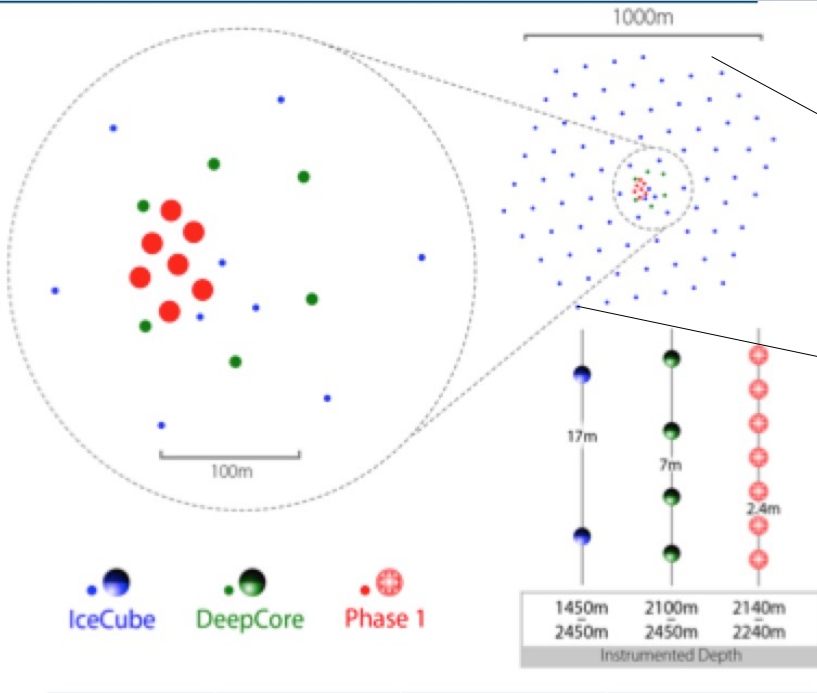 1000m
100m
17m
7m
2.4m
IceCube
DeepCore
Phase 1
1450m 2100m 2140m
– – –
2450m 2450m 2240m
Instrumented Depth